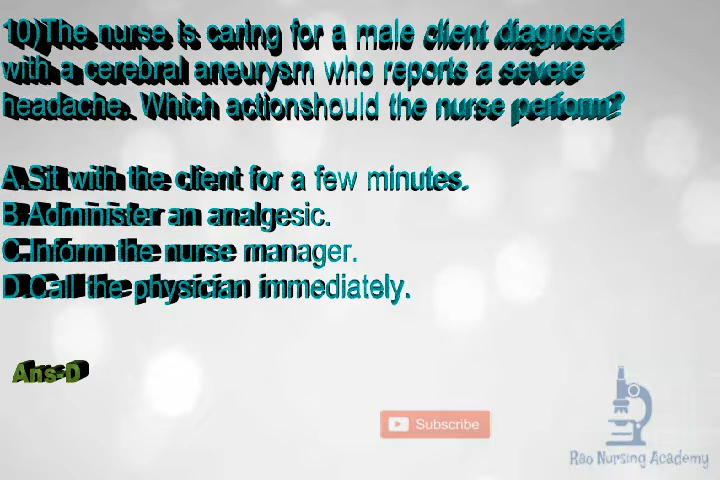 10)The nurse is caring for a male client diagnosed
with a cerebral aneurysm who reports a severe
headache. Which actionshould the nurse perform?
A.Sit with the client for a few minutes.
B.Administer an analgesic.
C.Inform the nurse manager.
D.Call the physician immediately.
Ans-D
Subscribe
Rao Nursing Academy